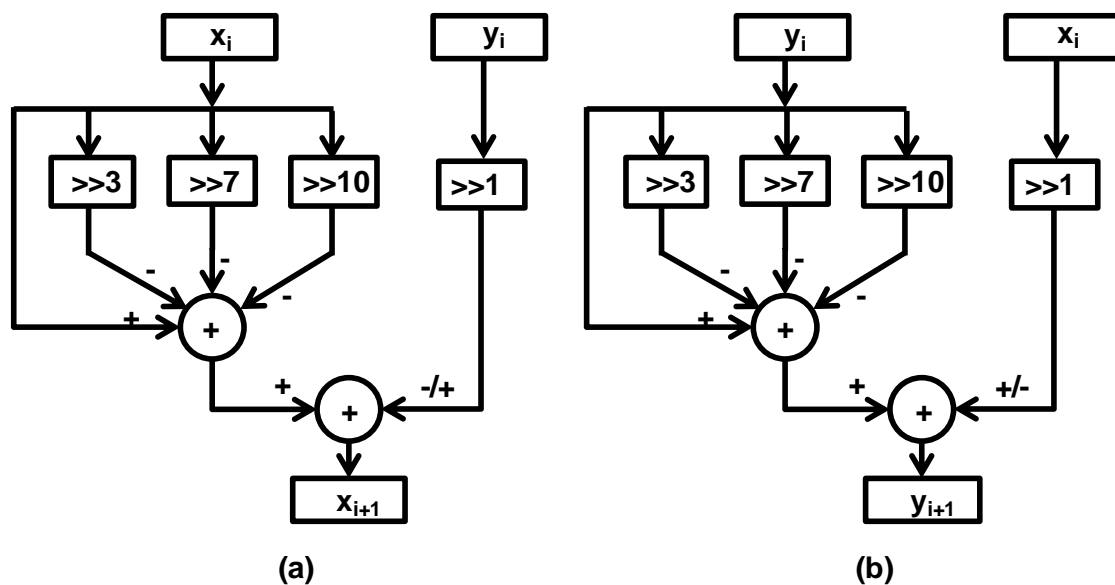 xᵢ yᵢ yᵢ xᵢ
>>3 >>7 >>10 >>1 >>3 >>7 >>10 >>1
- - - - - -
+ + + +
+ -/+ + +/-
+ +
xᵢ₊₁ yᵢ₊₁
(a) (b)